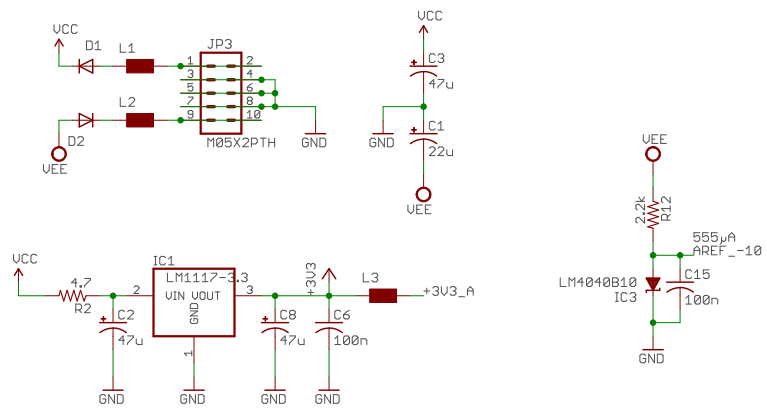 VCC
D1
L1
JP3
1 2
3 4
5 6
7 8
9 10
L2
D2
VEE
M05X2PTH
GND
VCC
C3
47u
GND
C1
22u
VEE
VEE
2.2k
R12
555µA
AREF_-10
LM4040B10
IC3
C15
100n
GND
VCC
4.7
R2
C2
47u
GND
IC1
LM1117-3.3
2
VIN VOUT
GND
3
1
GND
C8
47u
GND
+3V3
C6
100n
GND
L3
+3V3_A